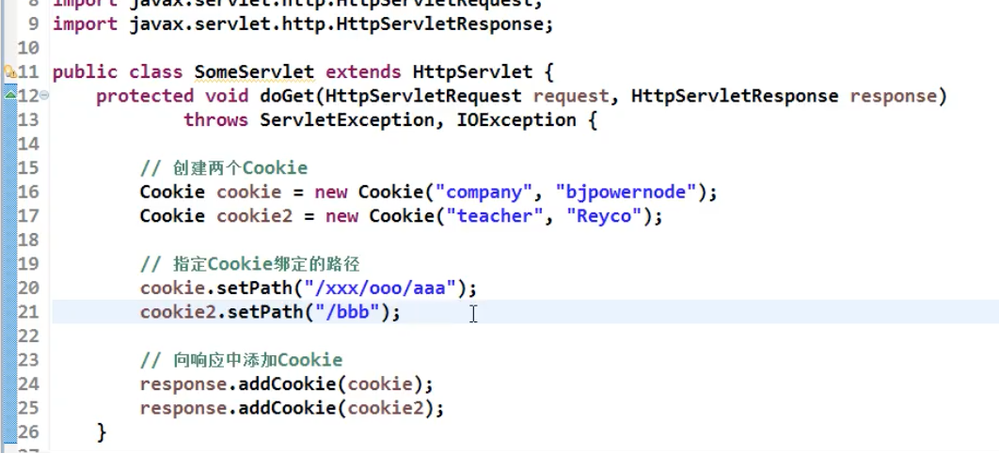 8 import javax.servlet.http.HttpServletRequest;
9 import javax.servlet.http.HttpServletResponse;
10
11 public class SomeServlet extends HttpServlet {
12 protected void doGet(HttpServletRequest request, HttpServletResponse response)
13 throws ServletException, IOException {
14
15 // 创建两个Cookie
16 Cookie cookie = new Cookie("company", "bjpowernode");
17 Cookie cookie2 = new Cookie("teacher", "Reyco");
18
19 // 指定Cookie绑定的路径
20 cookie.setPath("/xxx/ooo/aaa");
21 cookie2.setPath("/bbb");
22
23 // 向响应中添加Cookie
24 response.addCookie(cookie);
25 response.addCookie(cookie2);
26 }
27